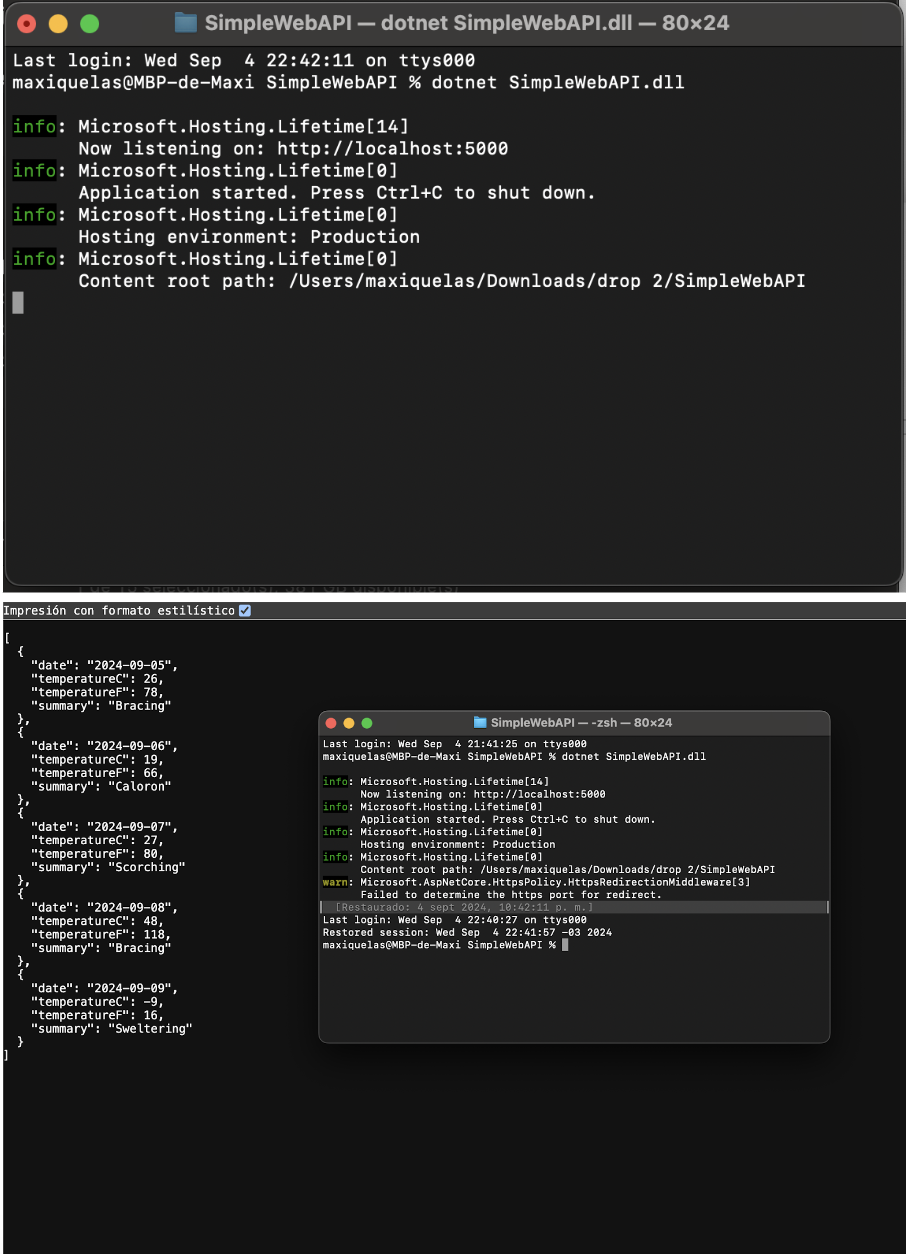 SimpleWebAPI — dotnet SimpleWebAPI.dll — 80×24
Last login: Wed Sep  4 22:42:11 on ttys000
maxiquelas@MBP-de-Maxi SimpleWebAPI % dotnet SimpleWebAPI.dll
info: Microsoft.Hosting.Lifetime[14]
      Now listening on: http://localhost:5000
info: Microsoft.Hosting.Lifetime[0]
      Application started. Press Ctrl+C to shut down.
info: Microsoft.Hosting.Lifetime[0]
      Hosting environment: Production
info: Microsoft.Hosting.Lifetime[0]
      Content root path: /Users/maxiquelas/Downloads/drop 2/SimpleWebAPI
Impresión con formato estilístico
[
  {
    "date": "2024-09-05",
    "temperatureC": 26,
    "temperatureF": 78,
    "summary": "Bracing"
  },
  {
    "date": "2024-09-06",
    "temperatureC": 19,
    "temperatureF": 66,
    "summary": "Caloron"
  },
  {
    "date": "2024-09-07",
    "temperatureC": 27,
    "temperatureF": 80,
    "summary": "Scorching"
  },
  {
    "date": "2024-09-08",
    "temperatureC": 48,
    "temperatureF": 118,
    "summary": "Bracing"
  },
  {
    "date": "2024-09-09",
    "temperatureC": -9,
    "temperatureF": 16,
    "summary": "Sweltering"
  }
]
SimpleWebAPI — -zsh — 80×24
Last login: Wed Sep  4 21:41:25 on ttys000
maxiquelas@MBP-de-Maxi SimpleWebAPI % dotnet SimpleWebAPI.dll
info: Microsoft.Hosting.Lifetime[14]
      Now listening on: http://localhost:5000
info: Microsoft.Hosting.Lifetime[0]
      Application started. Press Ctrl+C to shut down.
info: Microsoft.Hosting.Lifetime[0]
      Hosting environment: Production
info: Microsoft.Hosting.Lifetime[0]
      Content root path: /Users/maxiquelas/Downloads/drop 2/SimpleWebAPI
warn: Microsoft.AspNetCore.HttpsPolicy.HttpsRedirectionMiddleware[3]
      Failed to determine the https port for redirect.
  [Restaurado: 4 sept 2024, 10:42:11 p. m.]
Last login: Wed Sep  4 22:40:27 on ttys000
Restored session: Wed Sep  4 22:41:57 -03 2024
maxiquelas@MBP-de-Maxi SimpleWebAPI %